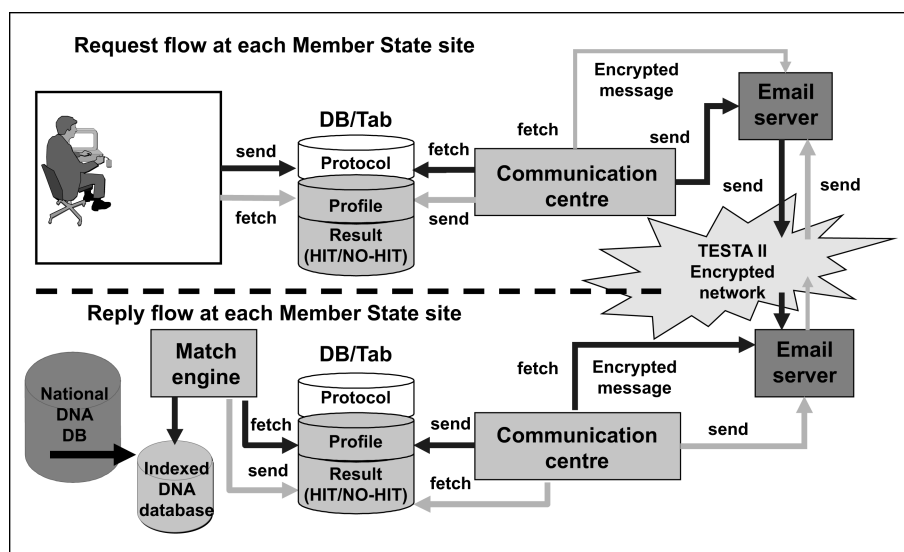 Request flow at each Member State site
Encrypted
message
Email
server
DB/Tab
fetch
send
fetch
send
Protocol
Communication
centre
send
send
fetch
Profile
send
Result
(HIT/NO-HIT)
TESTA II
Encrypted
network
Reply flow at each Member State site
Match
engine
DB/Tab
fetch
Encrypted
message
Email
server
National
DNA
DB
Protocol
fetch
send
Profile
Communication
centre
send
send
Indexed
DNA
database
Result
(HIT/NO-HIT)
fetch